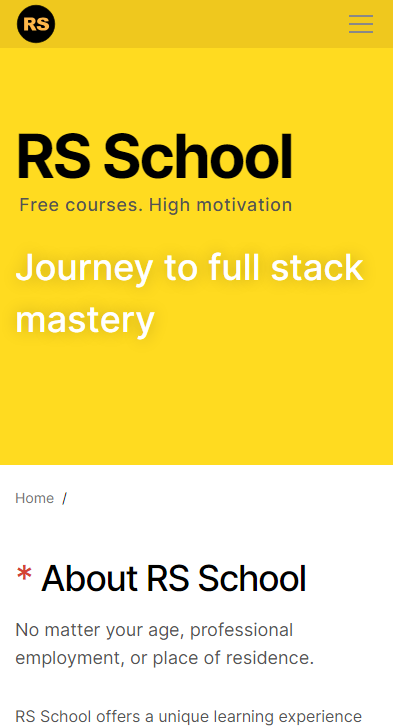 RS
RS School
Free courses. High motivation
Journey to full stack
mastery
Home /
* About RS School
No matter your age, professional
employment, or place of residence.
RS School offers a unique learning experience